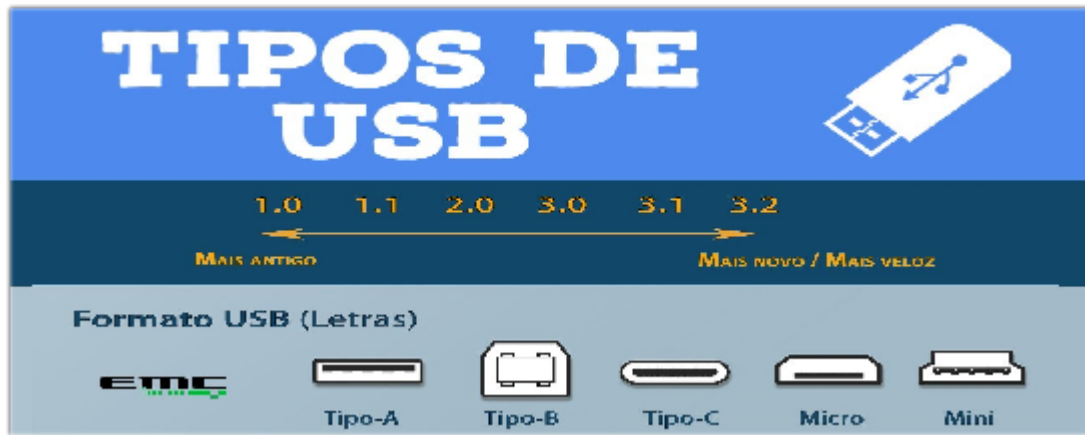 TIPOS DE
USB
1.0 1.1 2.0 3.0 3.1 3.2
MAIS ANTIGO MAIS NOVO / MAIS VELOZ
Formato USB (Letras)
EMC
Tipo-A Tipo-B Tipo-C Micro Mini